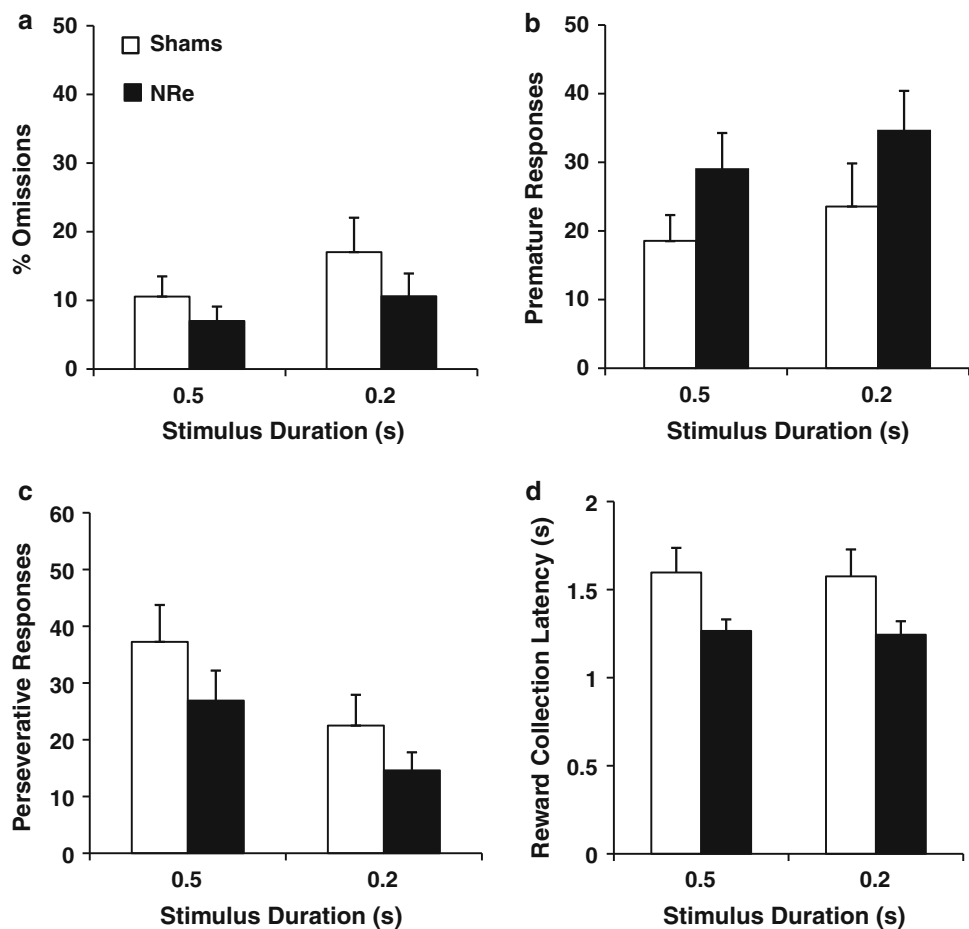 a
50
40
30
20
10
0
% Omissions
Shams
NRe
0.5 0.2
Stimulus Duration (s)
b
50
40
30
20
10
0
Premature Responses
0.5 0.2
Stimulus Duration (s)
c
60
50
40
30
20
10
0
Perseverative Responses
0.5 0.2
Stimulus Duration (s)
d
2
1.5
1
0.5
0
Reward Collection Latency (s)
0.5 0.2
Stimulus Duration (s)